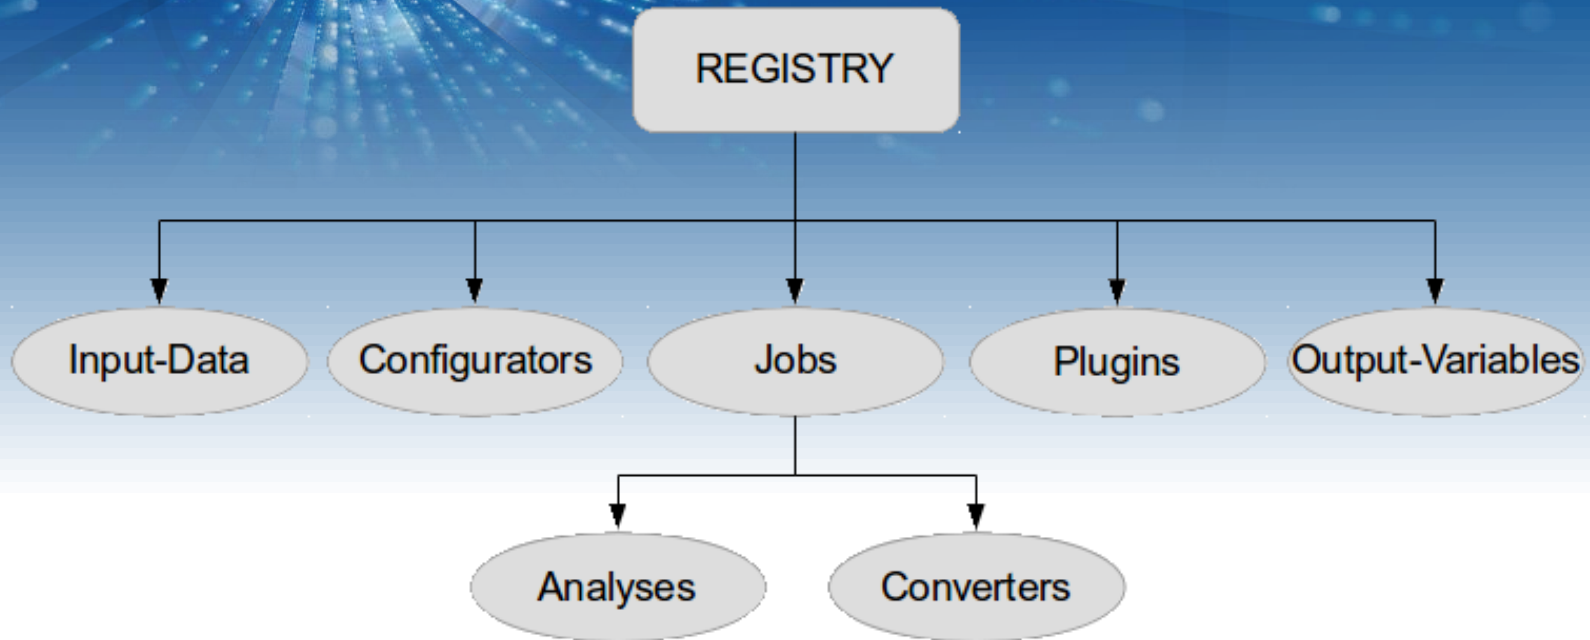 REGISTRY
Input-Data
Configurators
Jobs
Plugins
Output-Variables
Analyses
Converters